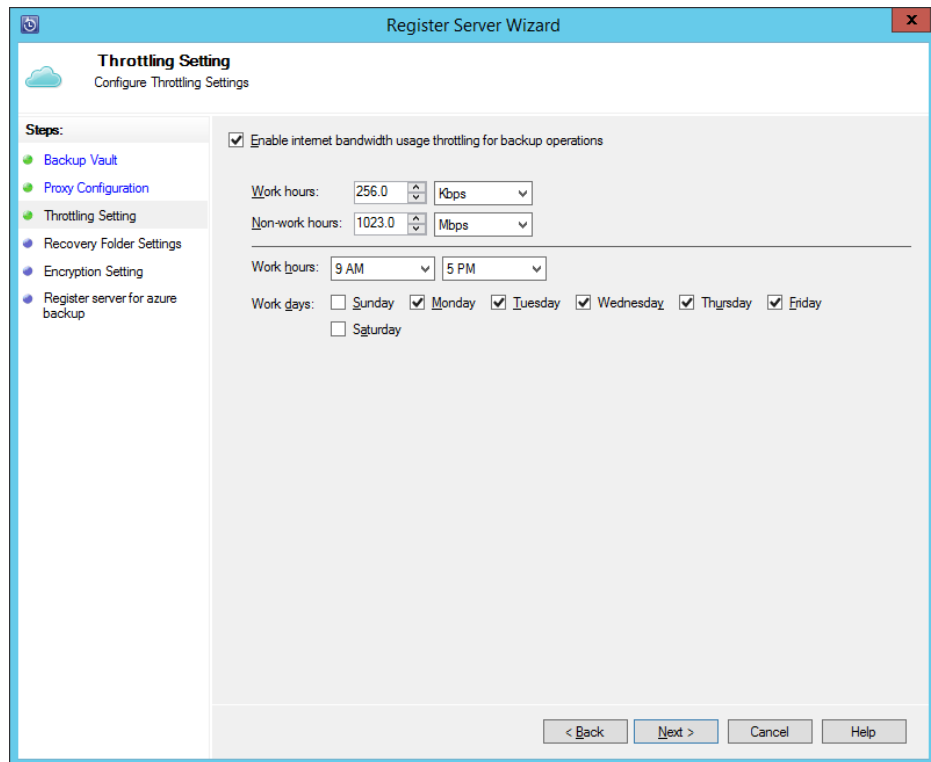 Register Server Wizard
x
Throttling Setting
Configure Throttling Settings
Steps:
Backup Vault
Proxy Configuration
Throttling Setting
Recovery Folder Settings
Encryption Setting
Register server for azure
backup
Enable internet bandwidth usage throttling for backup operations
Work hours: 256.0 Kbps
Non-work hours: 1023.0 Mbps
Work hours: 9 AM 5 PM
Work days: Sunday Monday Tuesday Wednesday Thursday Friday
Saturday
< Back Next > Cancel Help